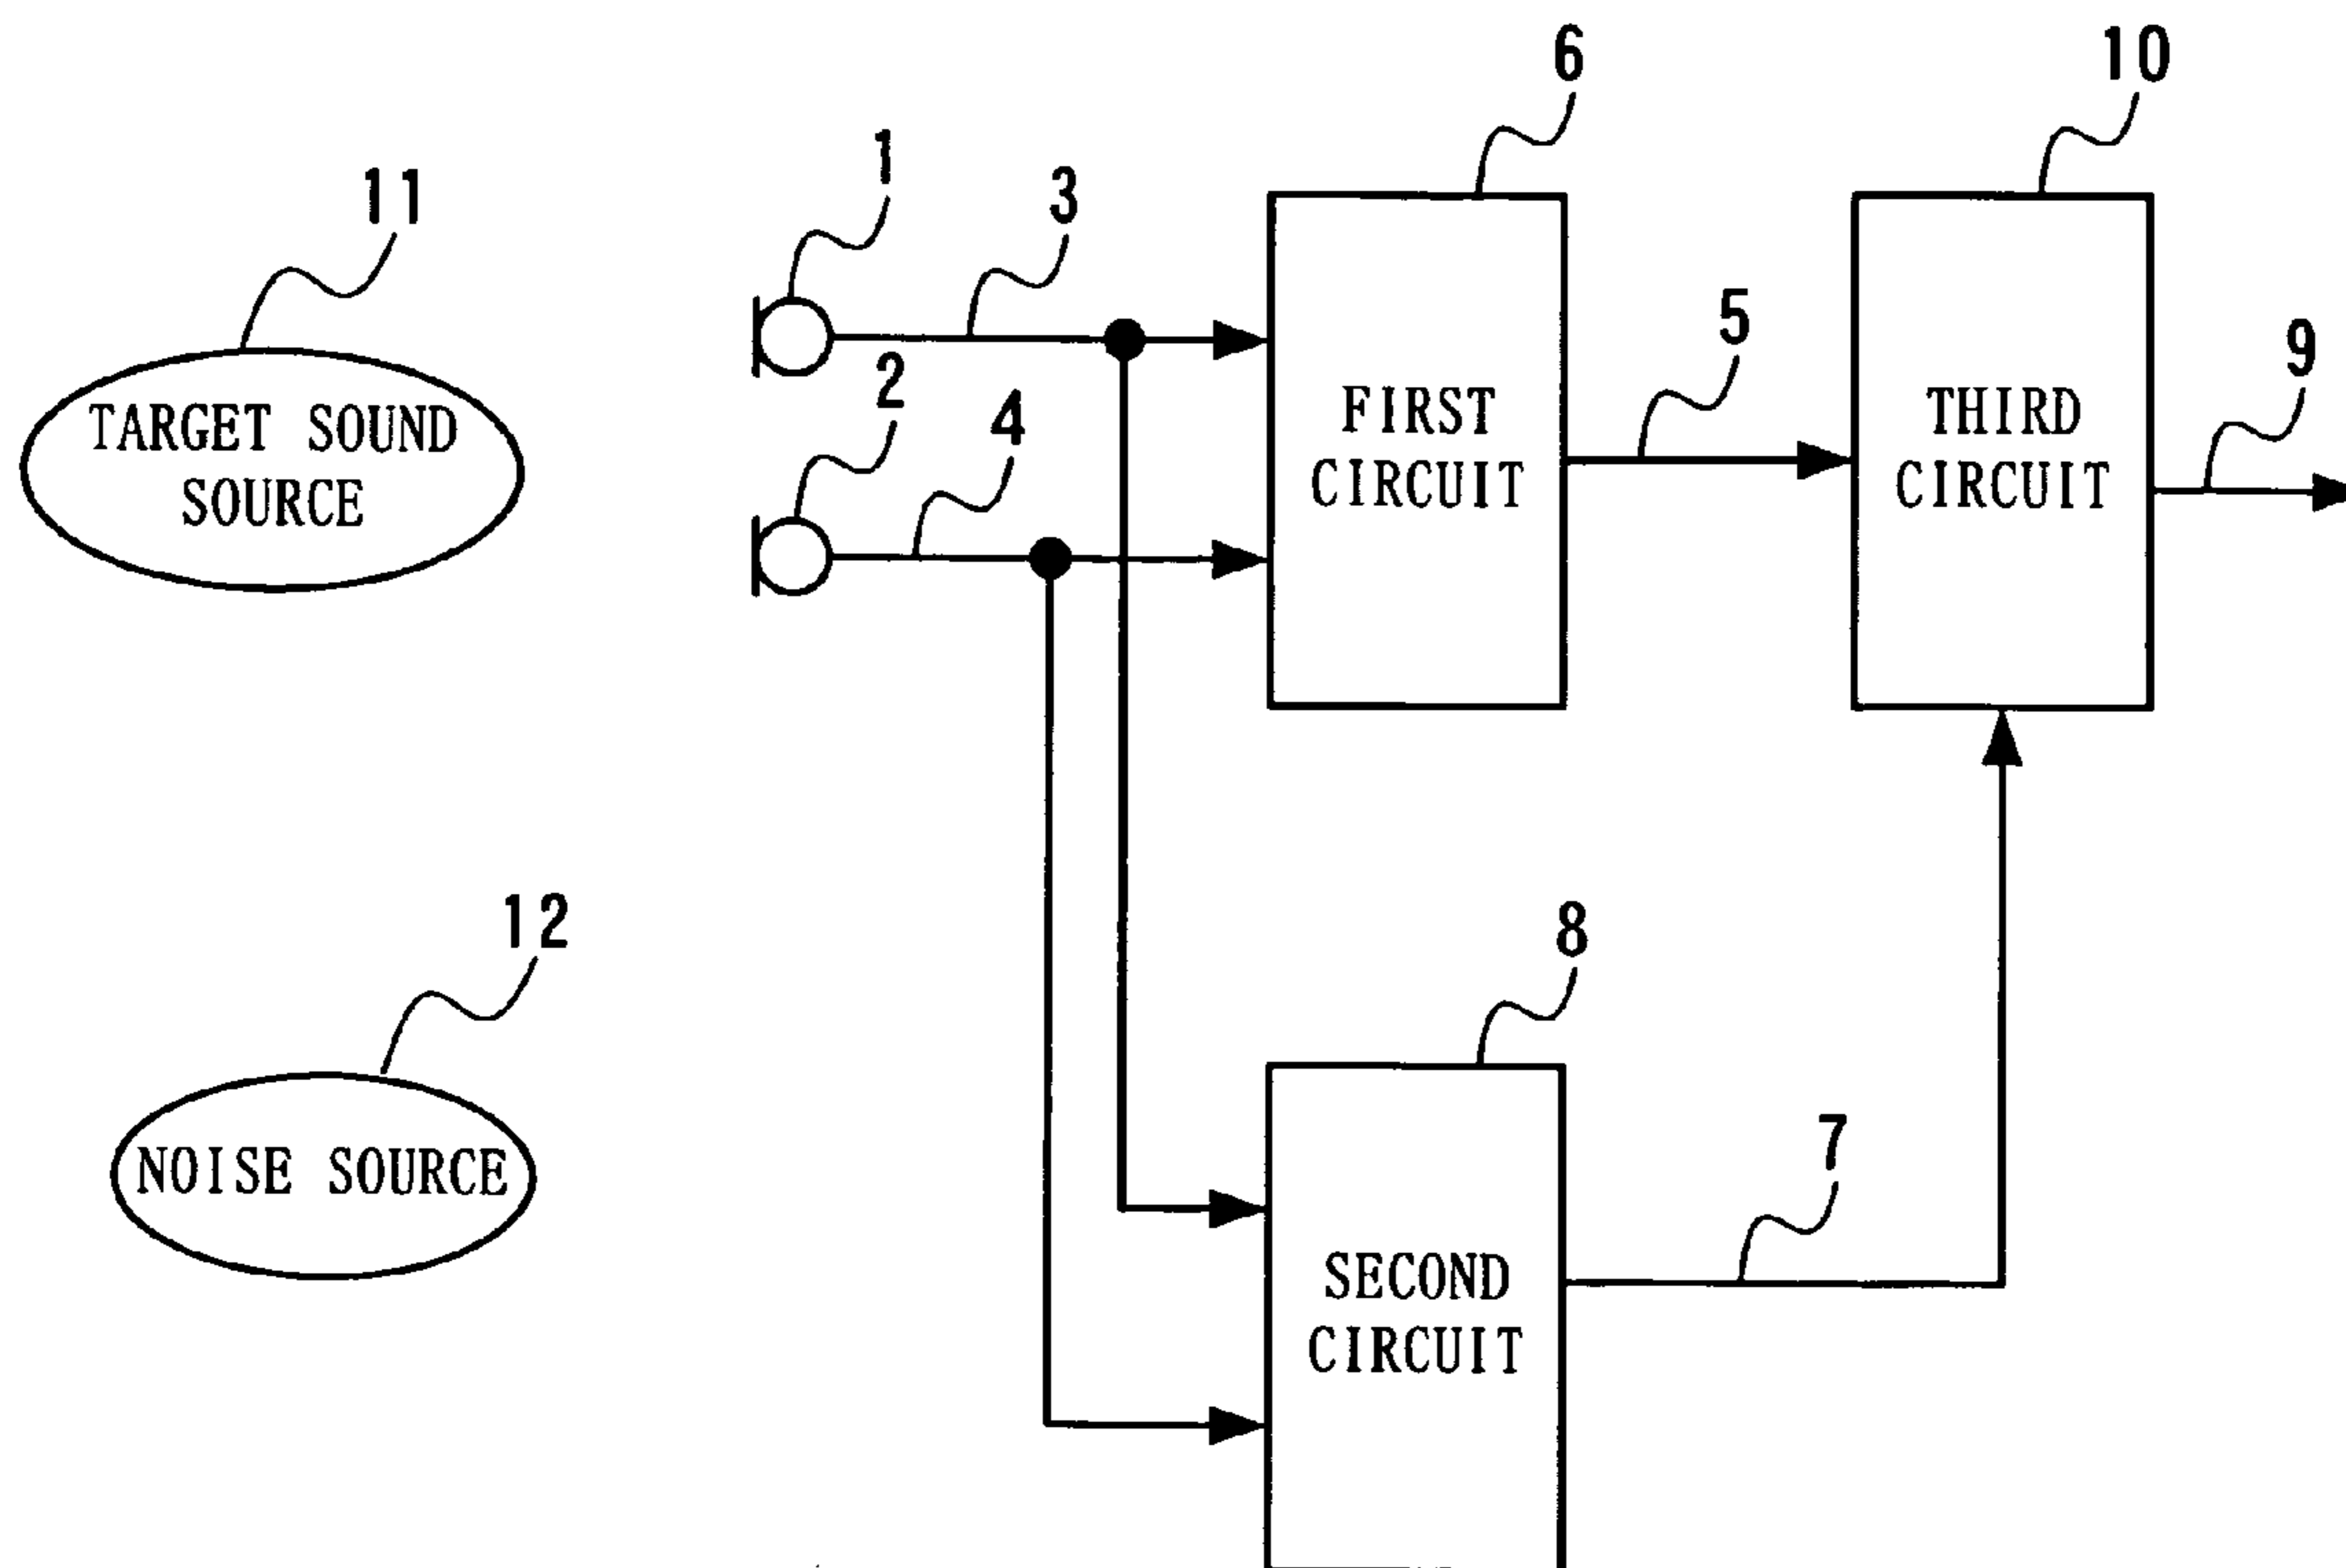 6
10
1
11
3
5
9
2
4
FIRST
CIRCUIT
THIRD
CIRCUIT
TARGET SOUND
SOURCE
12
8
7
NOISE SOURCE
SECOND
CIRCUIT